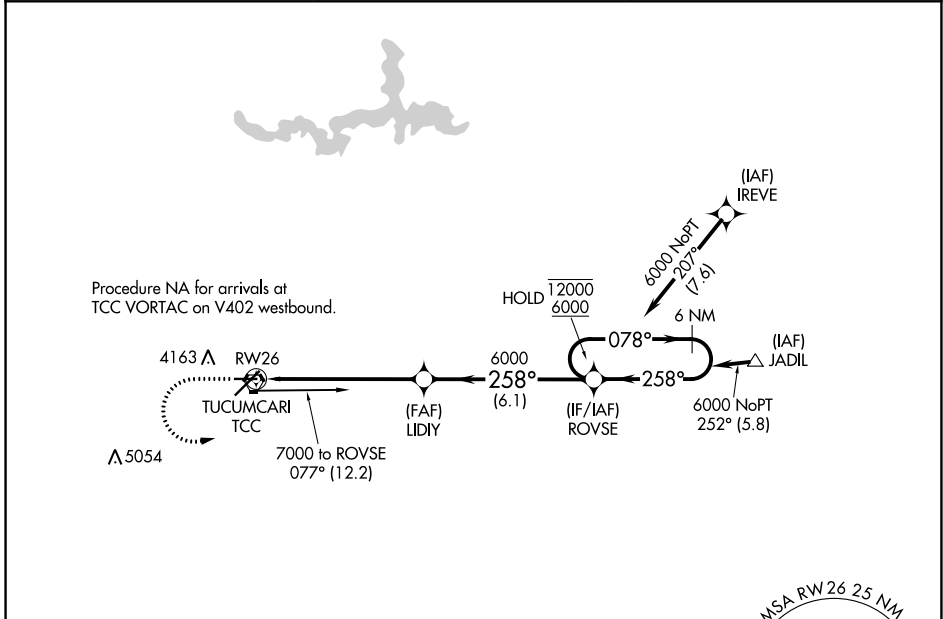 (IAF)
IREVE
6000 NoPT
207°
(7.6)
Procedure NA for arrivals at
TCC VORTAC on V402 westbound.
HOLD
12000
6000
6 NM
078°
4163
RW26
6000
258°
(6.1)
258°
(IAF)
JADIL
TUCUMCARI
TCC
(FAF)
LIDIY
(IF/IAF)
ROVSE
6000 NoPT
252° (5.8)
5054
7000 to ROVSE
077° (12.2)
MSA RW26 25 NM